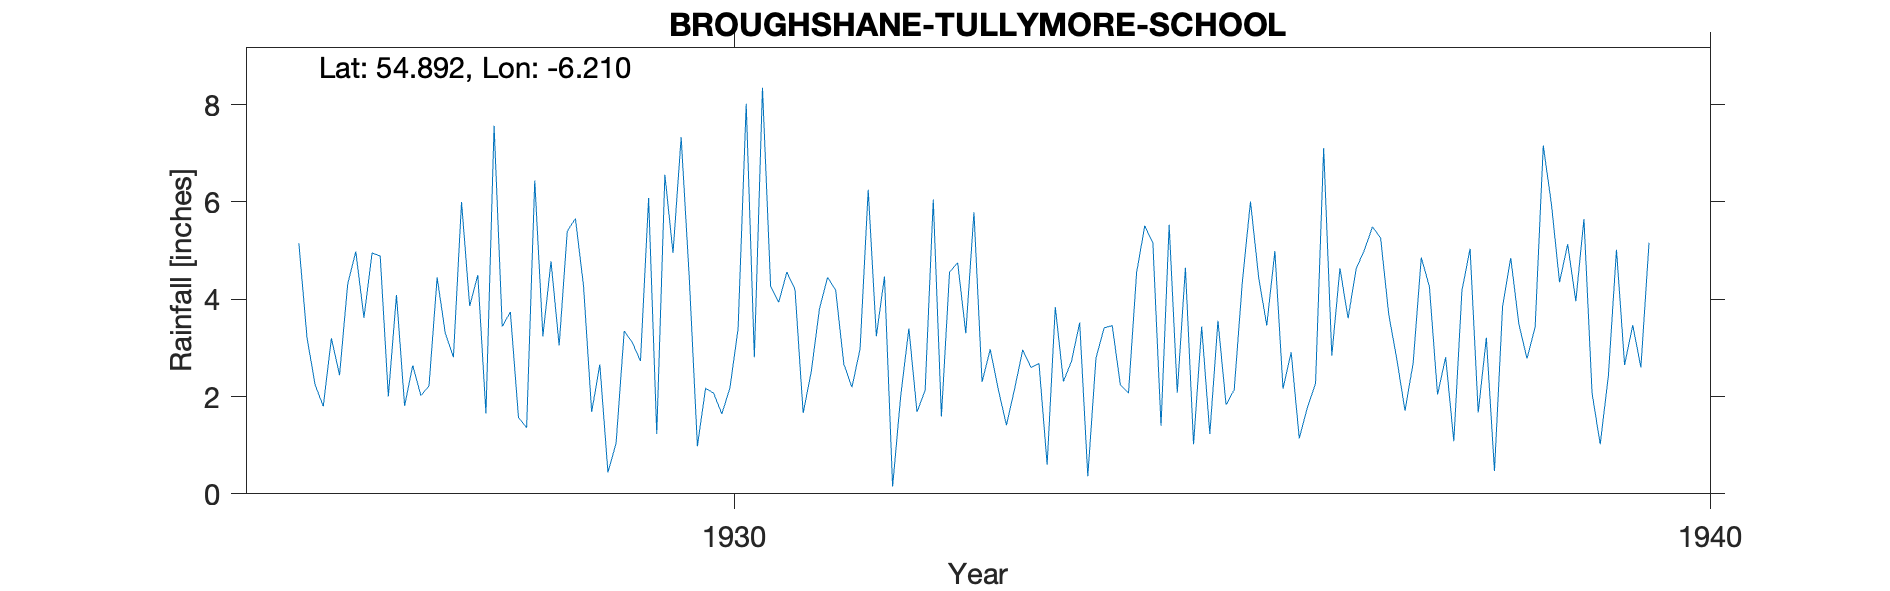 BROUGHSHANE-TULLYMORE-SCHOOL
Lat: 54.892, Lon: -6.210
8
6
4
2
0
Rainfall [inches]
1930
1940
Year